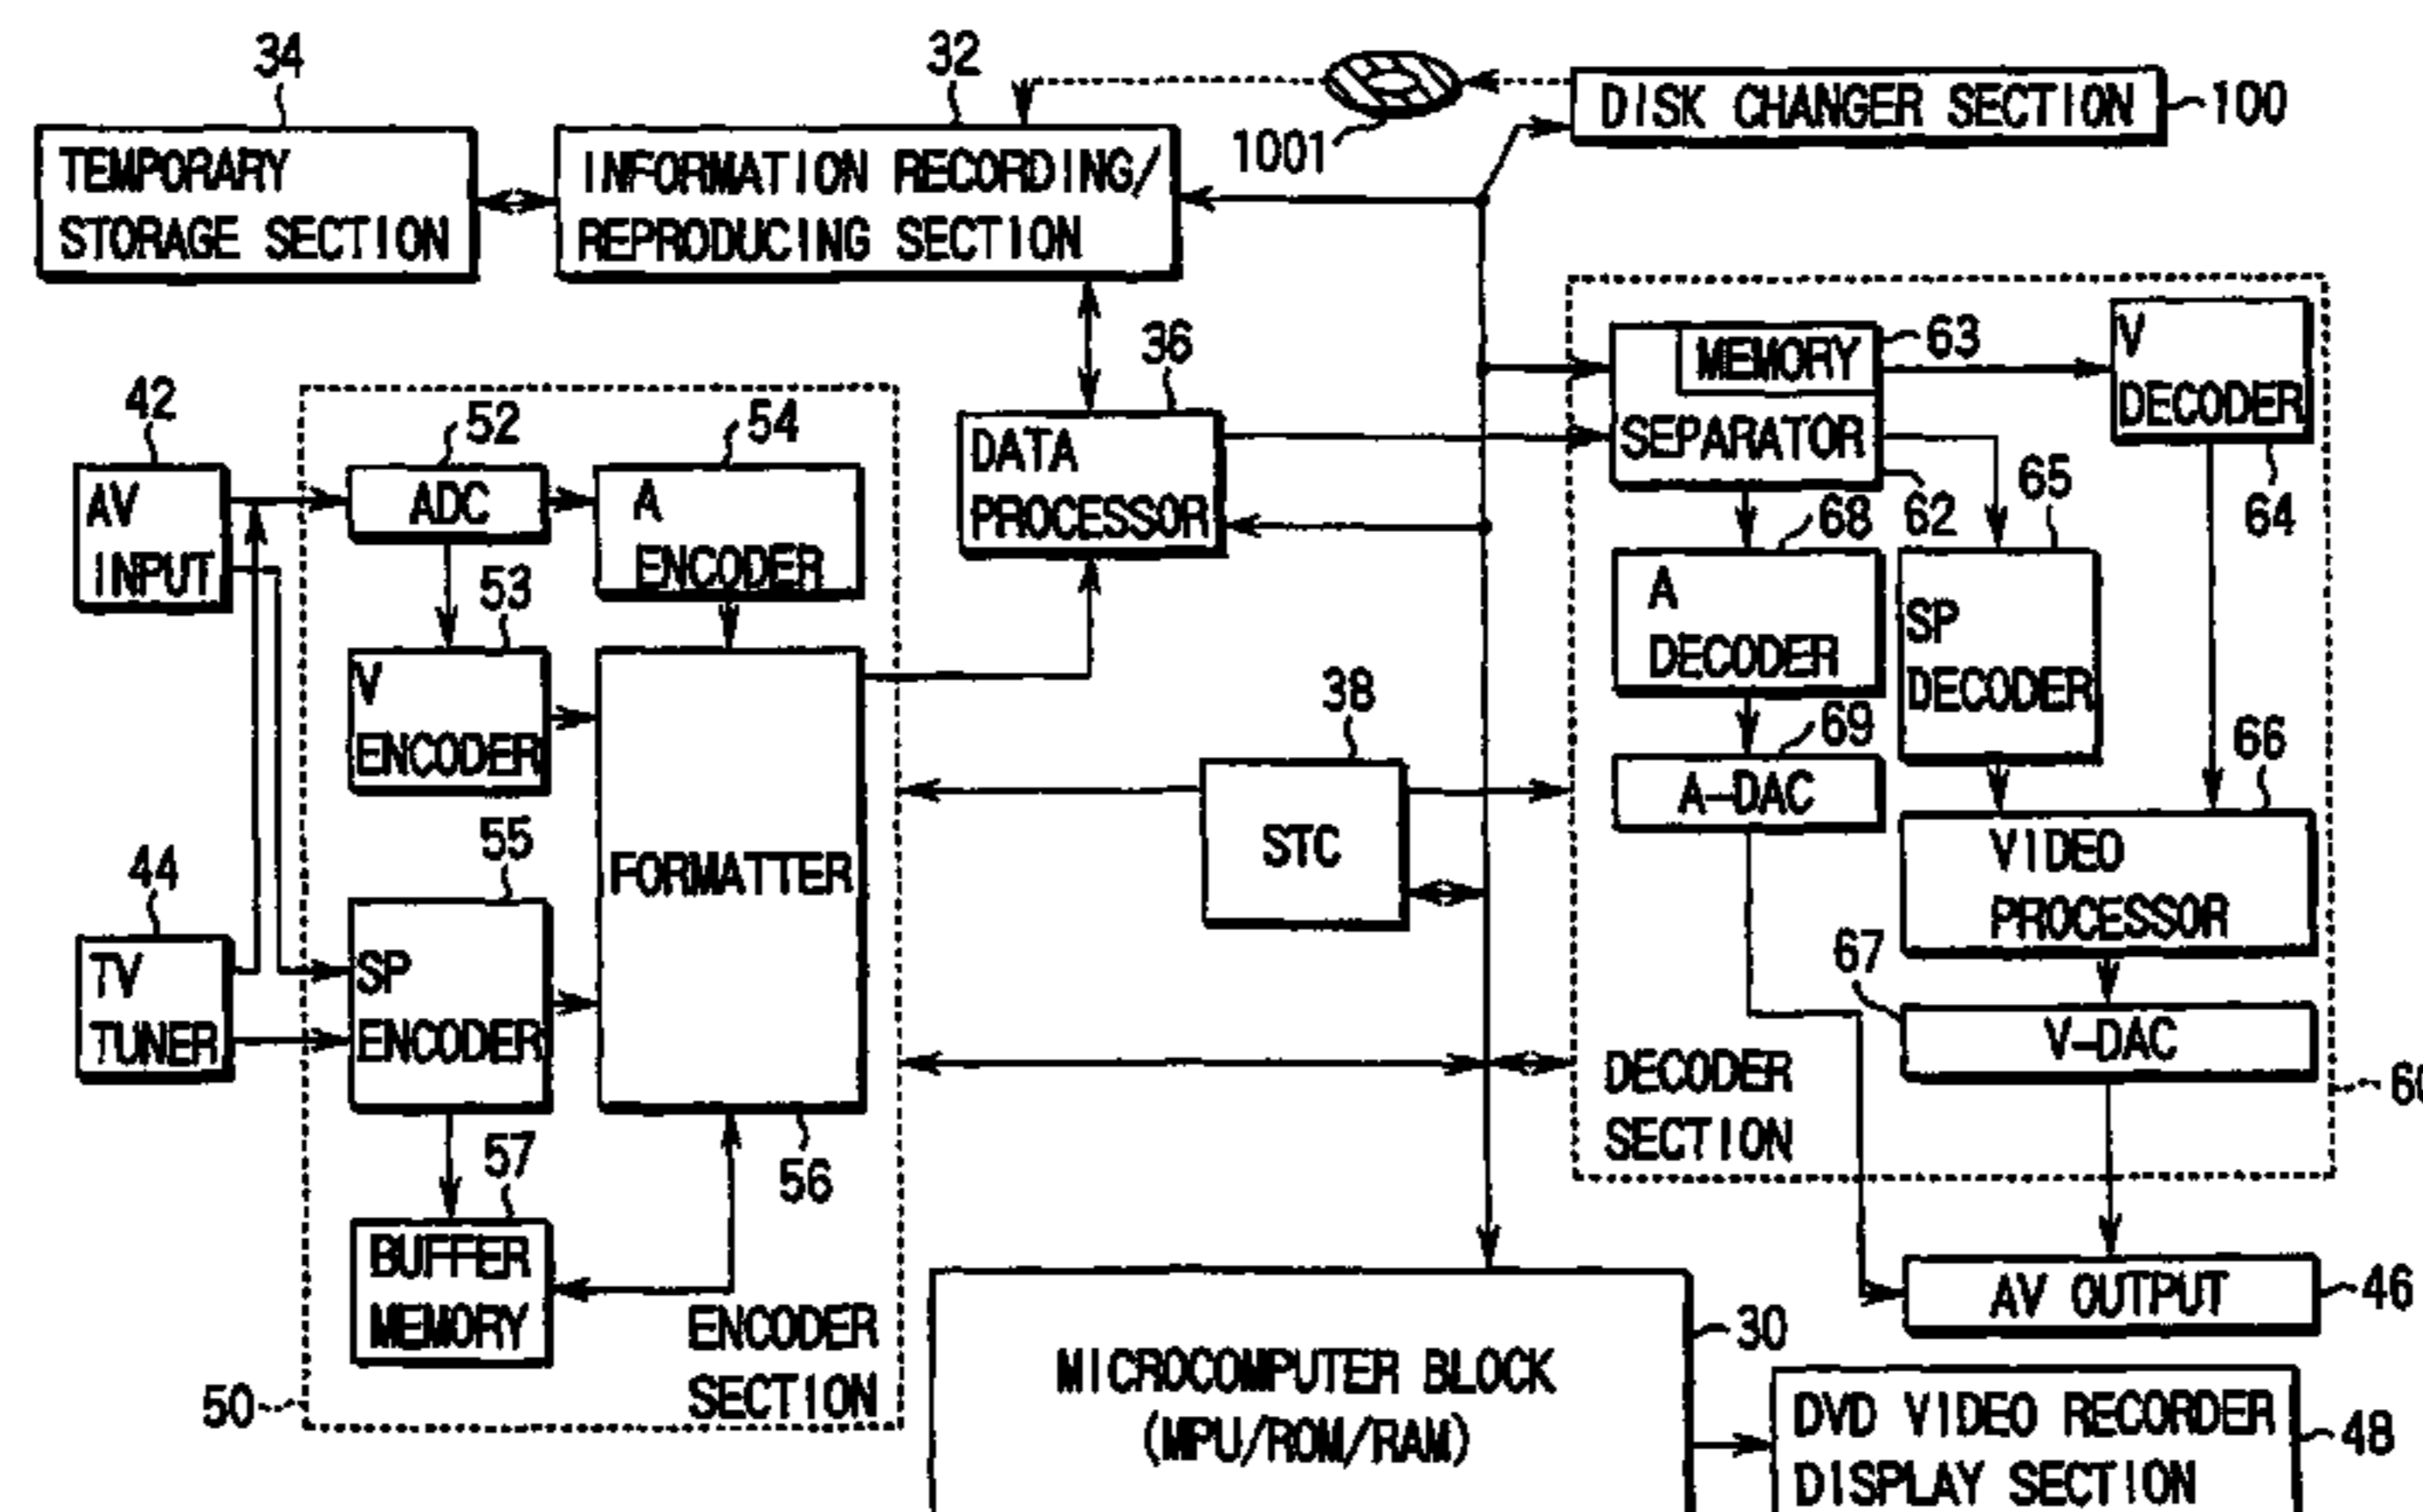 34
32
1001
DISK CHANGER SECTION
100
TEMPORARY
STORAGE SECTION
INFORMATION RECORDING/
REPRODUCING SECTION
36
DATA
PROCESSOR
42
AV
INPUT
44
TV
TUNER
52
ADC
54
A
ENCODER
53
V
ENCODER
55
SP
ENCODER
FORMATTER
56
57
BUFFER
MEMORY
ENCODER
SECTION
50
38
STC
MEMORY
63
SEPARATOR
62
V
DECODER
64
65
SP
DECODER
68
A
DECODER
69
A-DAC
66
VIDEO
PROCESSOR
67
V-DAC
DECODER
SECTION
AV OUTPUT
46
MICROCOMPUTER BLOCK
(MPU/ROM/RAM)
30
DVD VIDEO RECORDER
DISPLAY SECTION
48